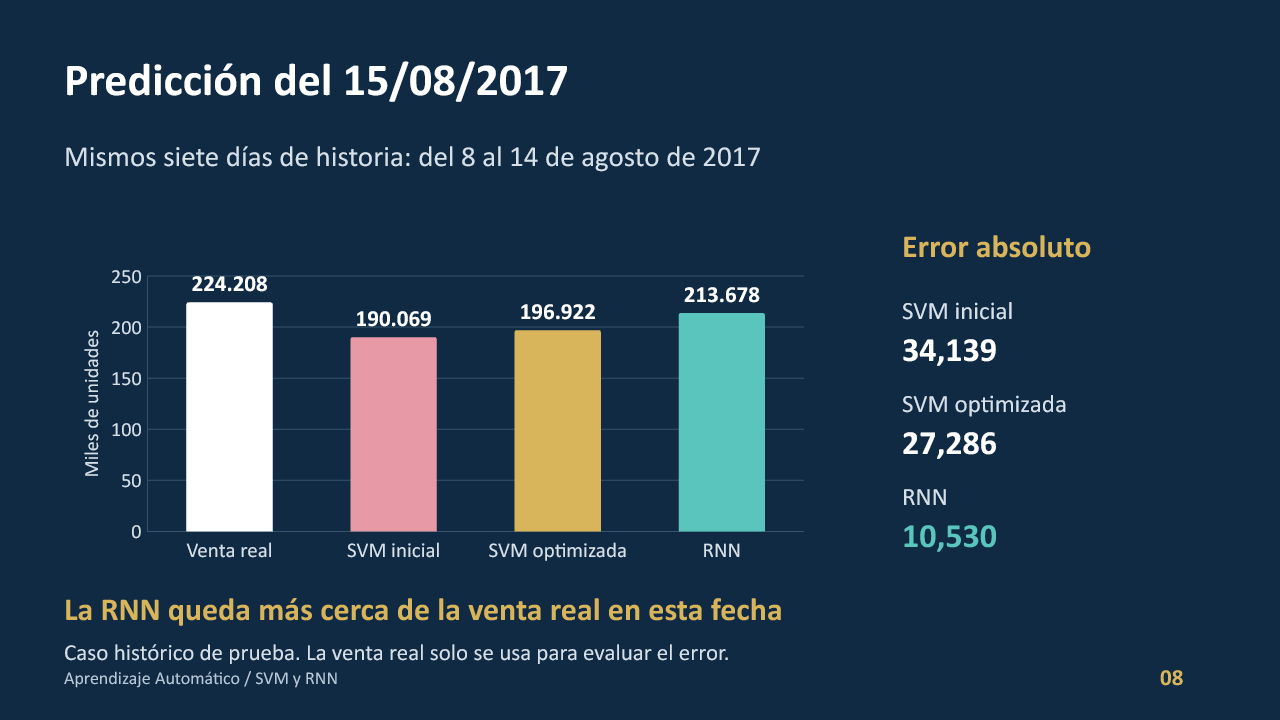 Predicción del 15/08/2017
Mismos siete días de historia: del 8 al 14 de agosto de 2017
Miles de unidades
250
200
150
100
50
0
224.208
190.069
196.922
213.678
Venta real
SVM inicial
SVM optimizada
RNN
Error absoluto
SVM inicial
34,139
SVM optimizada
27,286
RNN
10,530
La RNN queda más cerca de la venta real en esta fecha
Caso histórico de prueba. La venta real solo se usa para evaluar el error.
Aprendizaje Automático / SVM y RNN
08